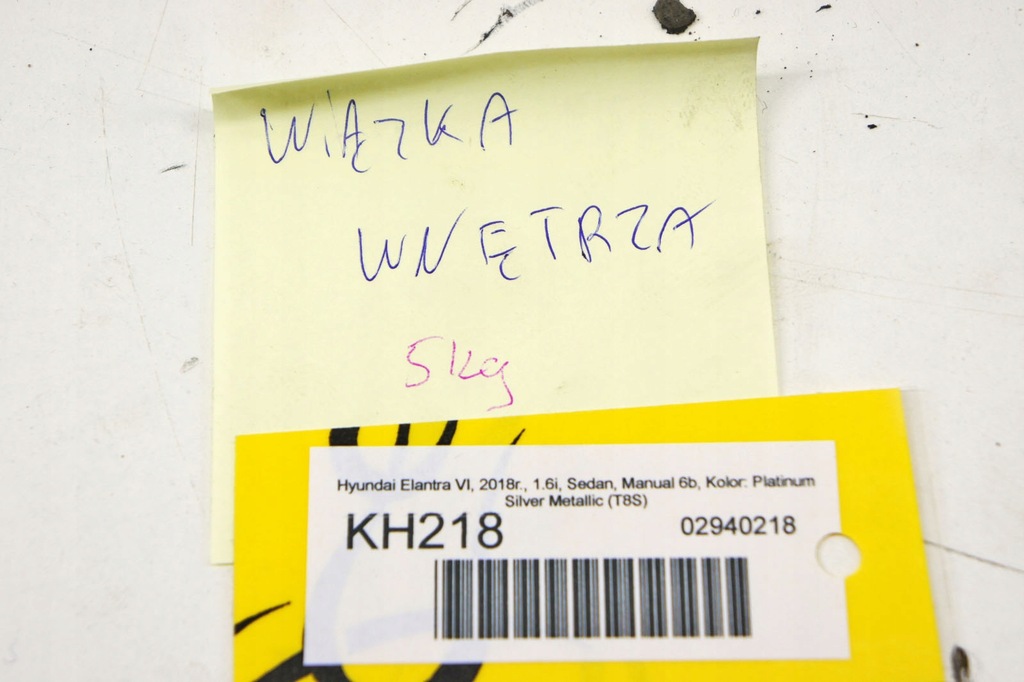 WIĄZKA
WNĘTRZA
5kg
Hyundai Elantra VI, 2018r., 1.6i, Sedan, Manual 6b, Kolor: Platinum
Silver Metallic (T8S)
KH218
02940218